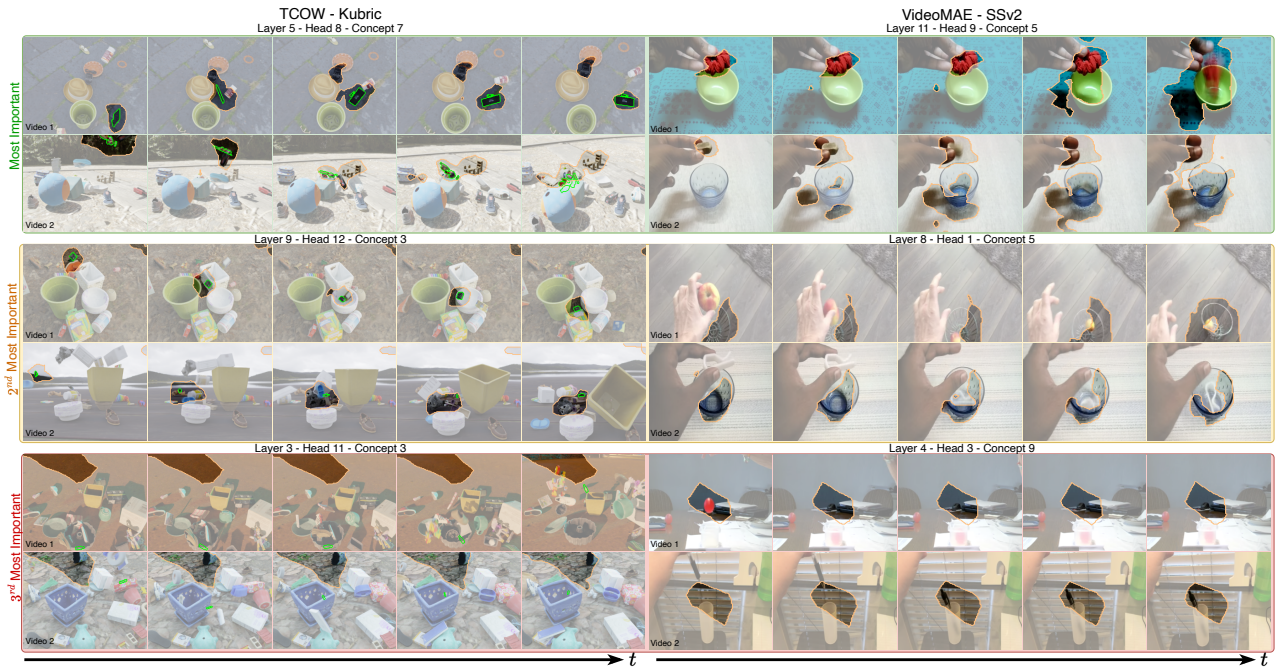 TCOW - Kubric
VideoMAE - SSv2
Most Important
Layer 5 - Head 8 - Concept 7
Video 1
Video 2
Layer 11 - Head 9 - Concept 5
Video 1
Video 2
2nd Most Important
Layer 9 - Head 12 - Concept 3
Video 1
Video 2
Layer 8 - Head 1 - Concept 5
Video 1
Video 2
3rd Most Important
Layer 3 - Head 11 - Concept 3
Video 1
Video 2
Layer 4 - Head 3 - Concept 9
Video 1
Video 2
t
t